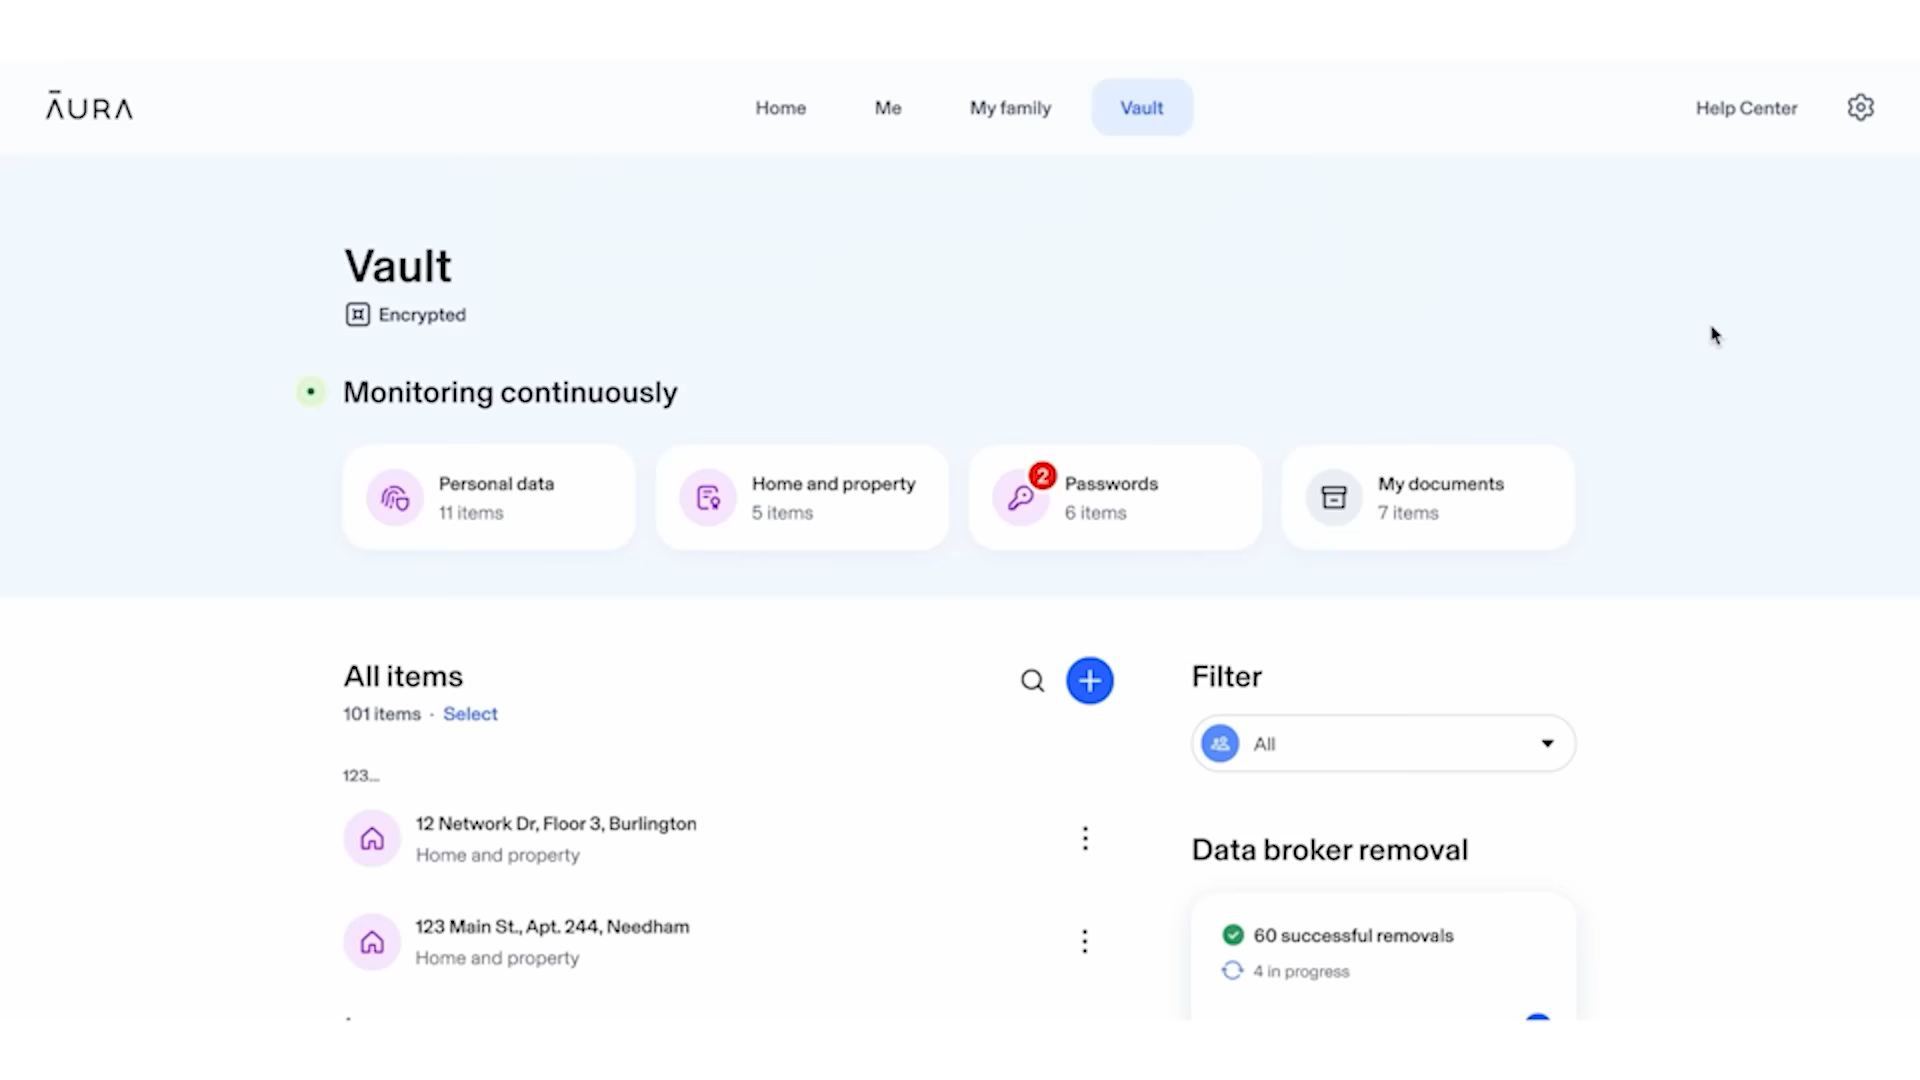 ĀURA
Home
Me
My family
Vault
Help Center
Vault
Encrypted
Monitoring continuously
Personal data
11 items
Home and property
5 items
2
Passwords
6 items
My documents
7 items
All items
101 items · Select
123...
12 Network Dr, Floor 3, Burlington
Home and property
123 Main St., Apt. 244, Needham
Home and property
Filter
All
Data broker removal
60 successful removals
4 in progress